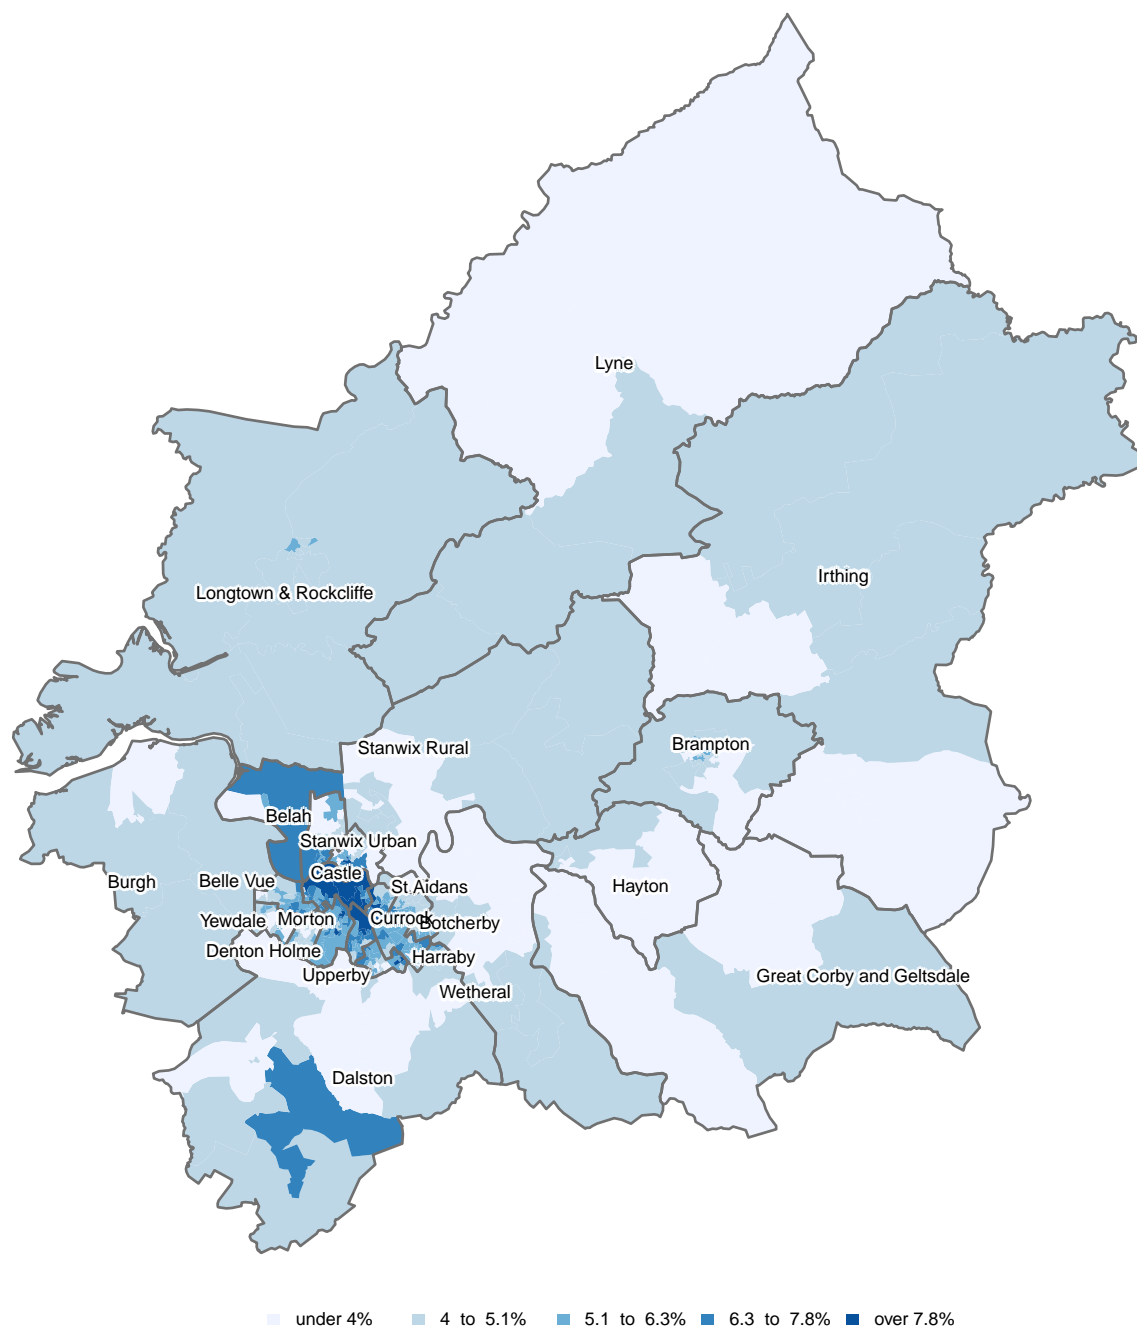 Lyne
Irthing
Longtown & Rockcliffe
Stanwix Rural
Brampton
Belah
Stanwix Urban
Castle
Burgh
Belle Vue
St Aidans
Hayton
Yewdale
Morton
Currock
Botcherby
Denton Holme
Harraby
Upperby
Great Corby and Geltsdale
Wetheral
Dalston
under 4% 4 to 5.1% 5.1 to 6.3% 6.3 to 7.8% over 7.8%